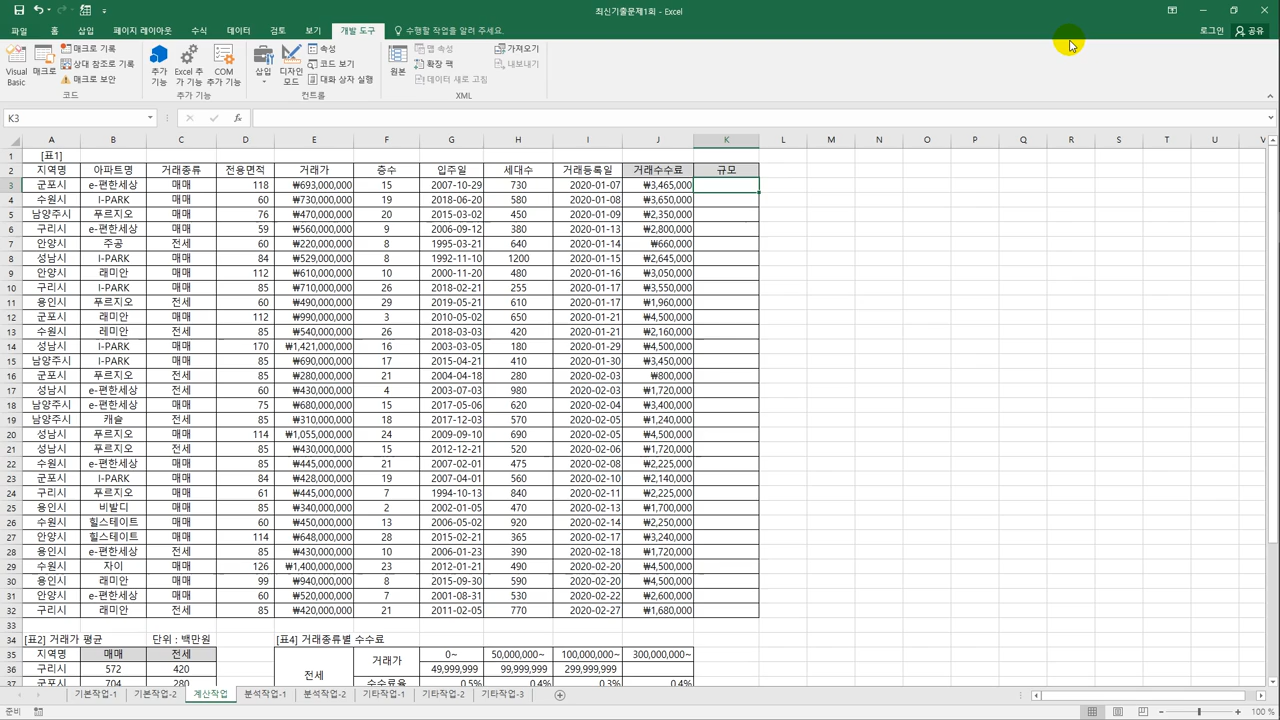 최신기출문제1회 - Excel
파일 홈 삽입 페이지 레이아웃 수식 데이터 검토 보기 개발 도구 수행할 작업을 알려 주세요. 로그인 공유
Visual Basic 매크로 매크로 기록 상대 참조로 기록 매크로 보안 추가 기능 Excel 추가 기능 COM 추가 기능 삽입 디자인 모드 속성 코드 보기 대화 상자 실행 원본 맵 속성 확장 팩 데이터 새로 고침 가져오기 내보내기
코드 추가 기능 컨트롤 XML
K3 fx
A B C D E F G H I J K L M N O P Q R S T U V
1 [표1]
2 지역명 아파트명 거래종류 전용면적 거래가 층수 입주일 세대수 거래등록일 거래수수료 규모
3 군포시 e-편한세상 매매 118 ₩693,000,000 15 2007-10-29 730 2020-01-07 ₩3,465,000
4 수원시 I-PARK 매매 59 ₩730,000,000 19 2018-06-20 580 2020-01-08 ₩3,650,000
5 남양주시 푸르지오 매매 76 ₩470,000,000 20 2015-03-02 450 2020-01-09 ₩2,350,000
6 구리시 e-편한세상 매매 59 ₩560,000,000 9 2006-09-12 380 2020-01-13 ₩2,800,000
7 안양시 주공 전세 60 ₩220,000,000 8 1995-03-21 640 2020-01-14 ₩660,000
8 성남시 I-PARK 매매 84 ₩529,000,000 8 1992-11-10 1200 2020-01-15 ₩2,645,000
9 안양시 래미안 매매 112 ₩610,000,000 10 2000-11-20 480 2020-01-16 ₩3,050,000
10 구리시 I-PARK 매매 85 ₩710,000,000 26 2018-02-21 255 2020-01-17 ₩3,550,000
11 용인시 푸르지오 전세 60 ₩490,000,000 29 2019-05-21 610 2020-01-17 ₩1,960,000
12 군포시 래미안 매매 112 ₩990,000,000 3 2010-05-02 650 2020-01-21 ₩4,500,000
13 수원시 레미안 전세 85 ₩540,000,000 26 2018-03-03 420 2020-01-21 ₩2,160,000
14 성남시 I-PARK 매매 170 ₩1,421,000,000 16 2003-03-05 180 2020-01-29 ₩4,500,000
15 남양주시 I-PARK 매매 85 ₩690,000,000 17 2015-04-21 410 2020-01-30 ₩3,450,000
16 군포시 푸르지오 전세 85 ₩280,000,000 21 2004-04-18 280 2020-02-03 ₩800,000
17 성남시 e-편한세상 전세 60 ₩430,000,000 4 2003-07-03 980 2020-02-03 ₩1,720,000
18 남양주시 e-편한세상 매매 75 ₩680,000,000 15 2017-05-06 620 2020-02-04 ₩3,400,000
19 남양주시 캐슬 전세 85 ₩310,000,000 18 2017-12-03 570 2020-02-05 ₩1,240,000
20 성남시 푸르지오 매매 114 ₩1,055,000,000 24 2009-09-10 690 2020-02-05 ₩4,500,000
21 성남시 푸르지오 전세 85 ₩430,000,000 15 2012-12-21 520 2020-02-06 ₩1,720,000
22 수원시 e-편한세상 매매 85 ₩445,000,000 21 2007-02-01 475 2020-02-08 ₩2,225,000
23 군포시 I-PARK 매매 84 ₩428,000,000 19 2007-04-01 560 2020-02-10 ₩2,140,000
24 구리시 푸르지오 매매 61 ₩445,000,000 7 1994-10-13 840 2020-02-11 ₩2,225,000
25 용인시 비발디 매매 85 ₩340,000,000 2 2002-01-05 470 2020-02-13 ₩1,700,000
26 수원시 힐스테이트 매매 60 ₩450,000,000 13 2006-05-02 920 2020-02-14 ₩2,250,000
27 안양시 힐스테이트 매매 114 ₩648,000,000 28 2015-02-21 365 2020-02-17 ₩3,240,000
28 용인시 e-편한세상 전세 85 ₩430,000,000 10 2006-01-23 390 2020-02-18 ₩1,720,000
29 수원시 자이 매매 126 ₩1,400,000,000 23 2012-01-21 490 2020-02-20 ₩4,500,000
30 용인시 래미안 매매 99 ₩940,000,000 8 2015-09-30 590 2020-02-20 ₩4,500,000
31 안양시 e-편한세상 매매 60 ₩520,000,000 7 2001-08-31 530 2020-02-22 ₩2,600,000
32 구리시 래미안 전세 85 ₩420,000,000 21 2011-02-05 770 2020-02-27 ₩1,680,000
33
34 [표2] 거래가 평균 단위 : 백만원 [표4] 거래종류별 수수료
35 지역명 매매 전세 전세 거래가 0~ 50,000,000~ 100,000,000~ 300,000,000~
36 구리시 572 420 49,999,999 99,999,999 299,999,999
37 군포시 704 280 수수료율 0.5% 0.4% 0.3% 0.4%
기본작업-1 기본작업-2 계산작업 분석작업-1 분석작업-2 기타작업-1 기타작업-2 기타작업-3
준비 100 %